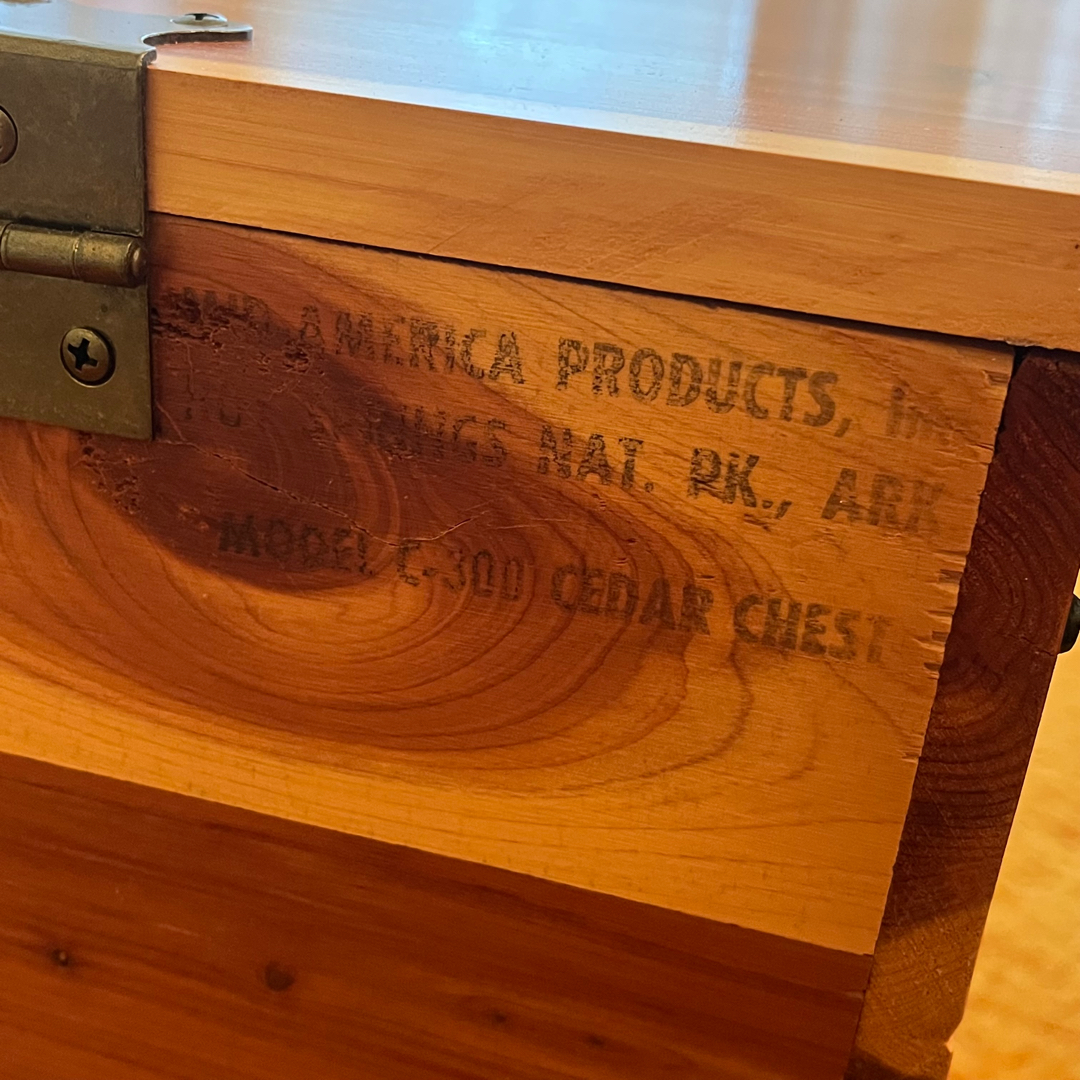 AMERICA PRODUCTS,
NAT. PK., ARK
MODEL C-300 CEDAR CHEST